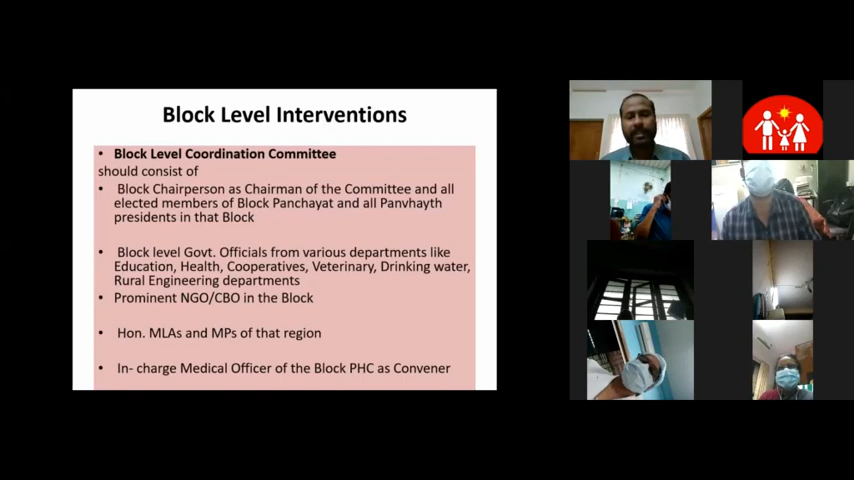 Block Level Interventions
• Block Level Coordination Committee
should consist of
• Block Chairperson as Chairman of the Committee and all
elected members of Block Panchayat and all Panvhayth
presidents in that Block
• Block level Govt. Officials from various departments like
Education, Health, Cooperatives, Veterinary, Drinking water,
Rural Engineering departments
• Prominent NGO/CBO in the Block
• Hon. MLAs and MPs of that region
• In- charge Medical Officer of the Block PHC as Convener